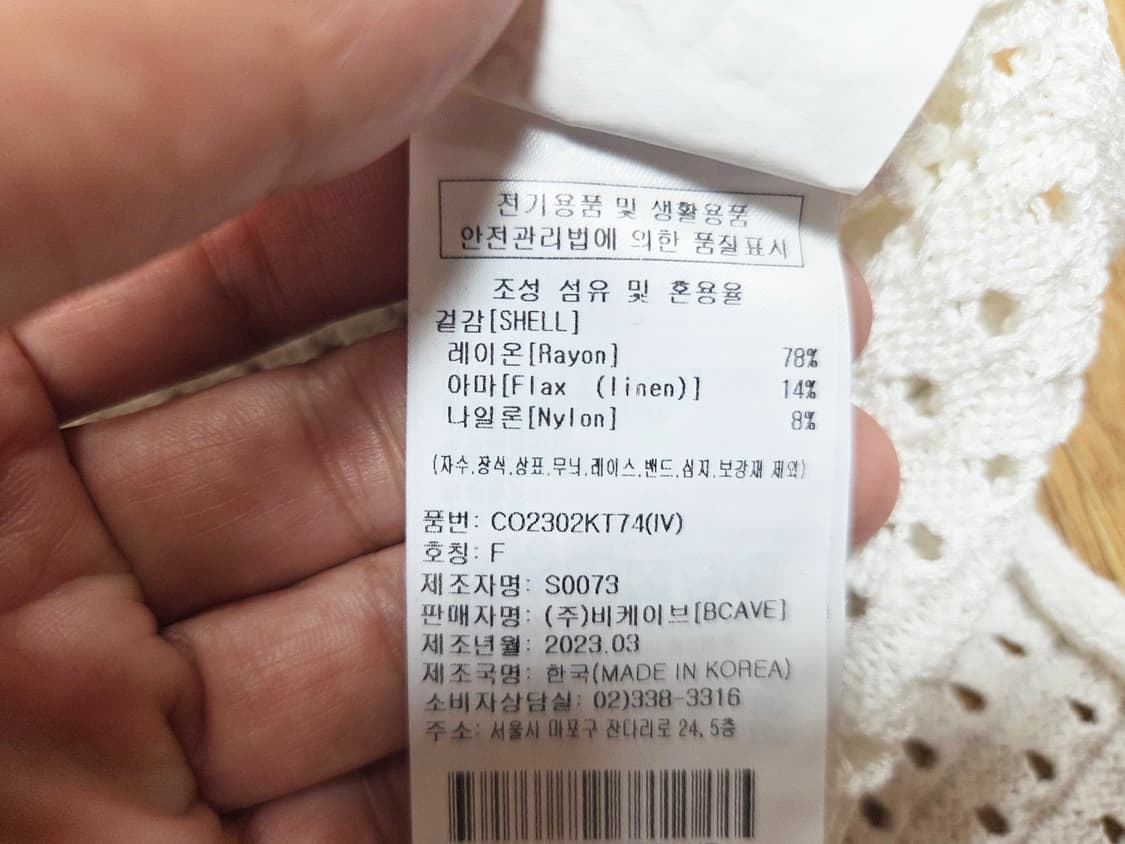 전기용품 및 생활용품
안전관리법에 의한 품질표시
조성 섬유 및 혼용율
겉감[SHELL]
레이온[Rayon] 78%
아마[Flax (linen)] 14%
나일론[Nylon] 8%
(자수.장식.상표.무늬.레이스.밴드.심지.보강재 제외)
품번: CO2302KT74(IV)
호칭: F
제조자명: S0073
판매자명: (주)비케이브[BCAVE]
제조년월: 2023.03
제조국명: 한국(MADE IN KOREA)
소비자상담실: 02)338-3316
주소: 서울시 마포구 잔다리로 24, 5층